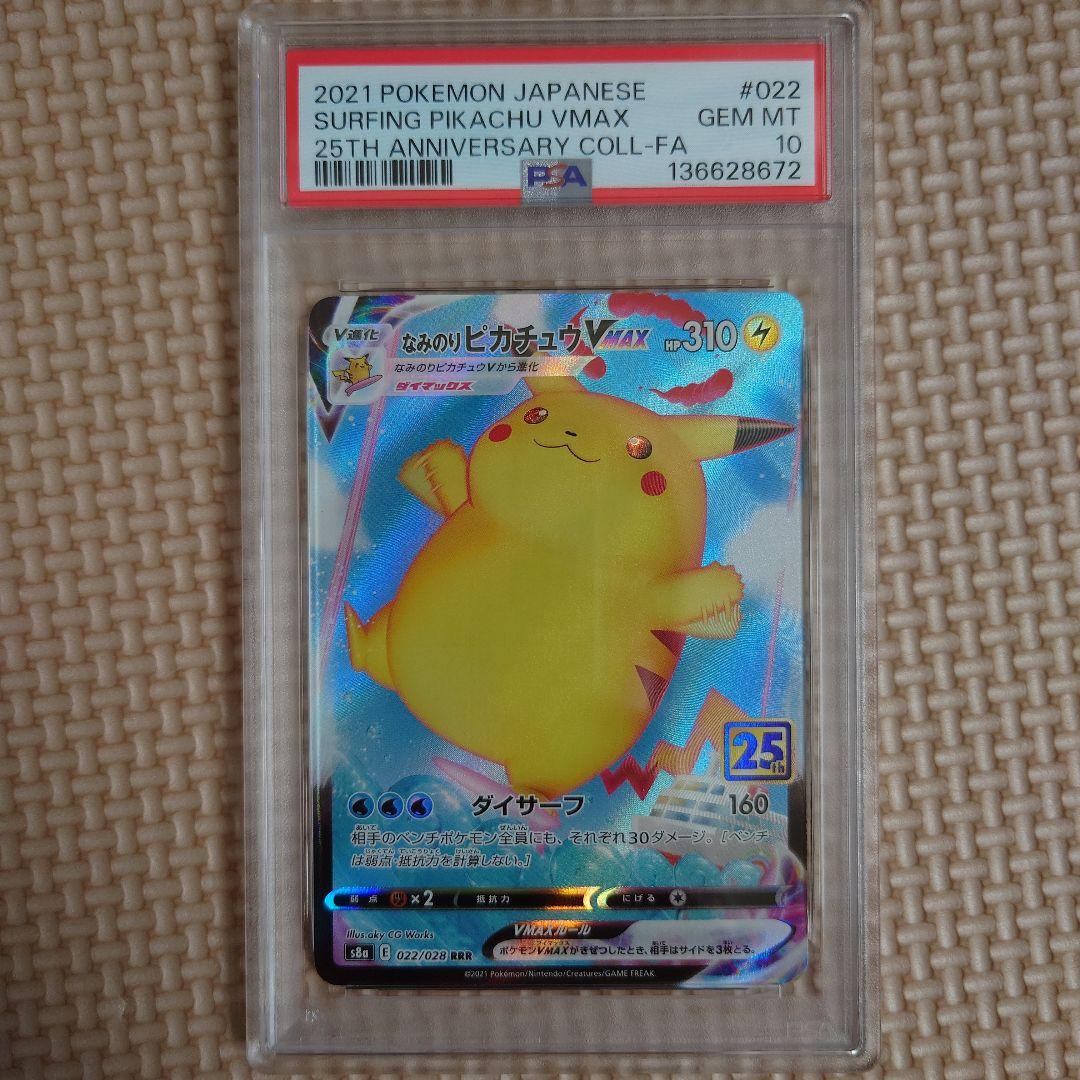 2021 POKEMON JAPANESE #022
SURFING PIKACHU VMAX GEM MT
25TH ANNIVERSARY COLL-FA 10
PSA 136628672
V進化 なみのりピカチュウVMAX HP310
なみのりピカチュウVから進化
ダイマックス
25th
ダイサーフ 160
相手のベンチポケモン全員にも、それぞれ30ダメージ。[ベンチ
は弱点・抵抗力を計算しない。]
弱点 ×2 抵抗力 にげる
Illus. aky CG Works VMAXルール
ポケモンVMAXがきぜつしたとき、相手はサイドを3枚とる。
s8a E 022/028 RRR
©2021 Pokémon/Nintendo/Creatures/GAME FREAK.